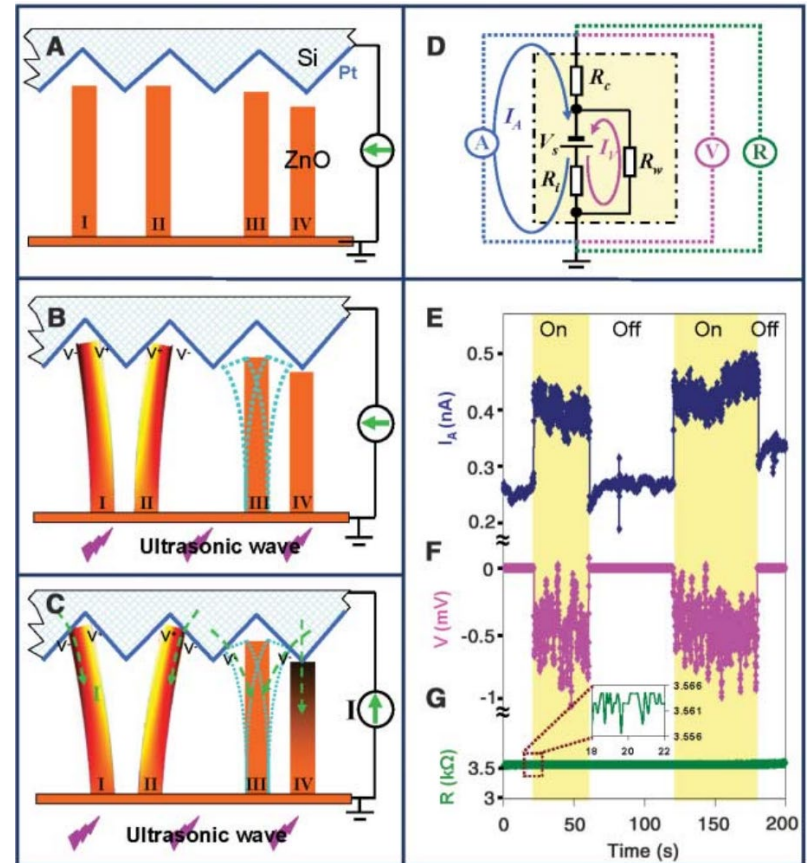 A
Si
Pt
ZnO
I II III IV
B
V- V+ V+ V-
I II III IV
Ultrasonic wave
C
V- V+ V+ V- V- V-
I
I
I II III IV
Ultrasonic wave
D
Rc
A IA Vs IV Rw V R
Ri
E
On Off On Off
0.5
0.4
0.3
0.2
IA (nA)
F
0
-0.5
-1
V (mV)
G
3.566
3.561
3.556
18 20 22
3.5
3
R (kΩ)
0 50 100 150 200
Time (s)